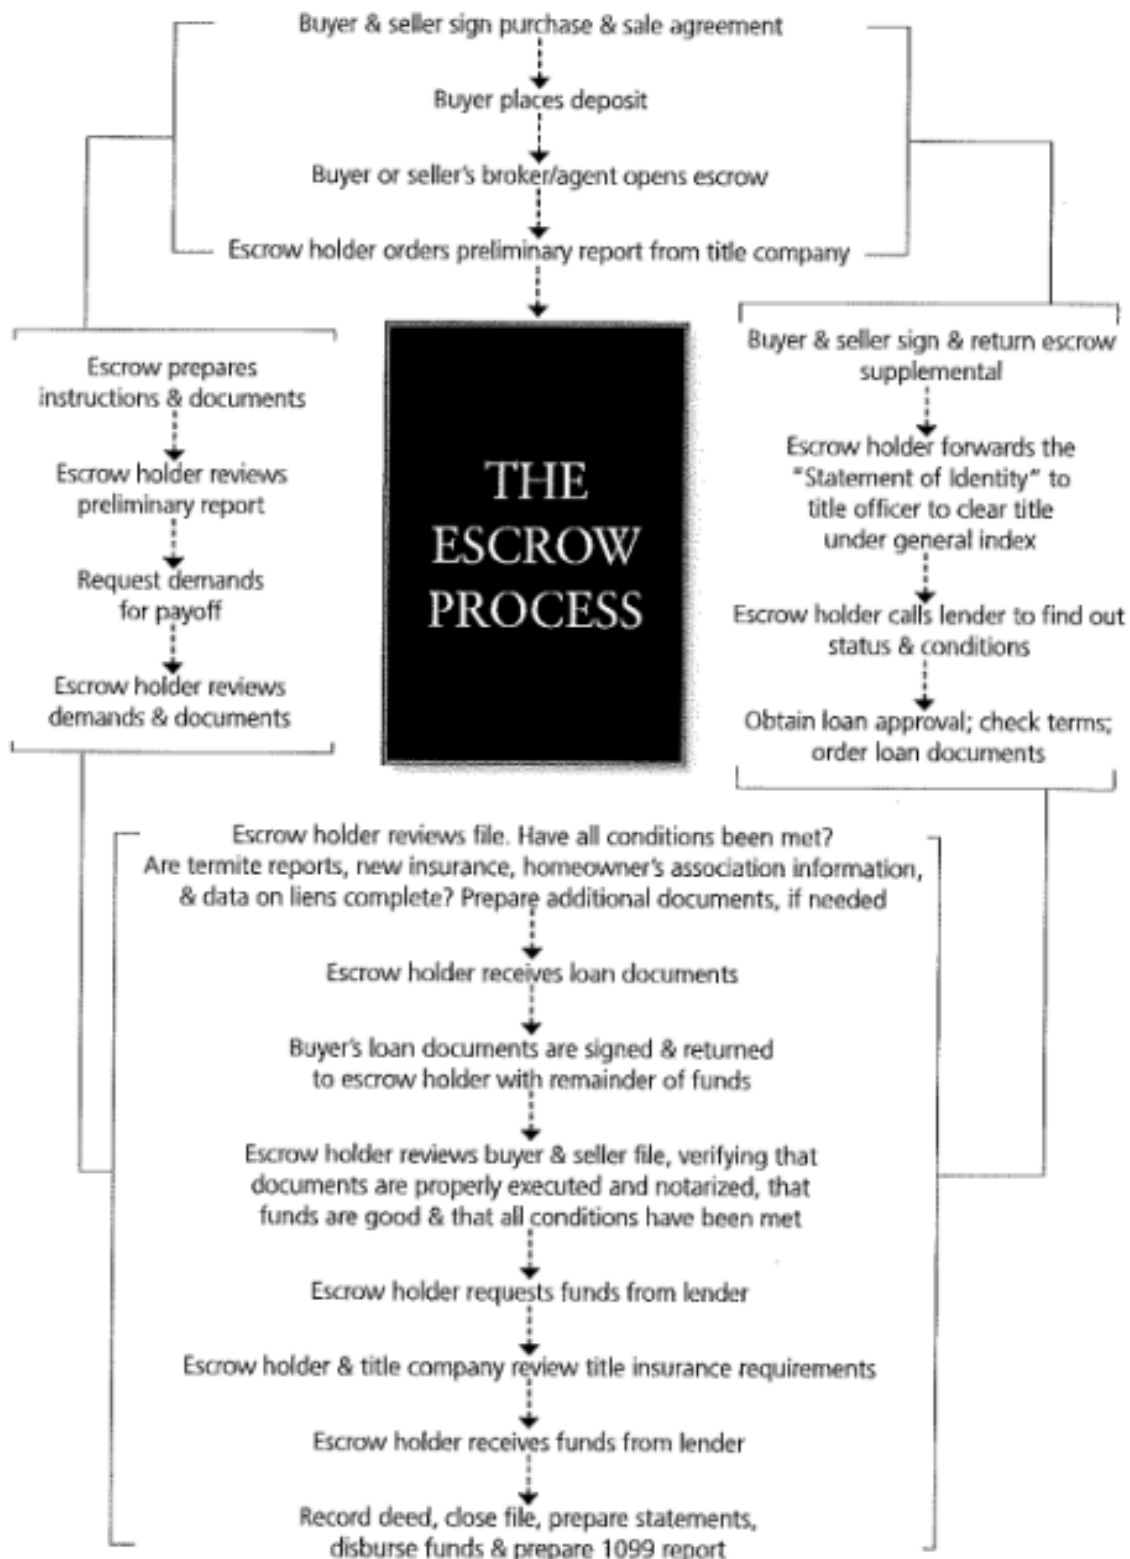 Buyer & seller sign purchase & sale agreement
Buyer places deposit
Buyer or seller's broker/agent opens escrow
Escrow holder orders preliminary report from title company
Escrow prepares
instructions & documents
Escrow holder reviews
preliminary report
Request demands
for payoff
Escrow holder reviews
demands & documents
THE
ESCROW
PROCESS
Buyer & seller sign & return escrow
supplemental
Escrow holder forwards the
"Statement of Identity" to
title officer to clear title
under general index
Escrow holder calls lender to find out
status & conditions
Obtain loan approval; check terms;
order loan documents
Escrow holder reviews file. Have all conditions been met?
Are termite reports, new insurance, homeowner's association information,
& data on liens complete? Prepare additional documents, if needed
Escrow holder receives loan documents
Buyer's loan documents are signed & returned
to escrow holder with remainder of funds
Escrow holder reviews buyer & seller file, verifying that
documents are properly executed and notarized, that
funds are good & that all conditions have been met
Escrow holder requests funds from lender
Escrow holder & title company review title insurance requirements
Escrow holder receives funds from lender
Record deed, close file, prepare statements,
disburse funds & prepare 1099 report